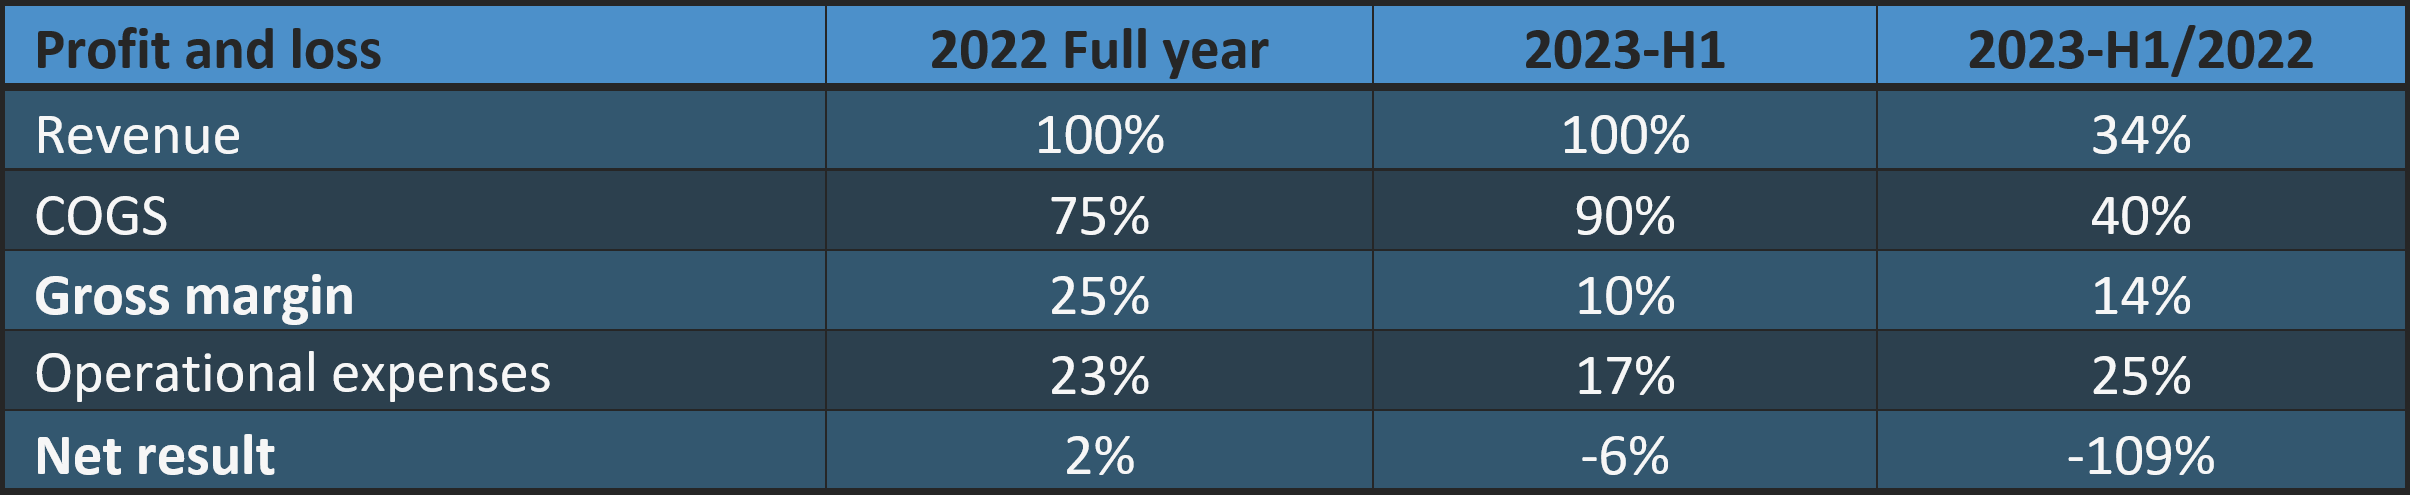 Profit and loss 2022 Full year 2023-H1 2023-H1/2022
Revenue 100% 100% 34%
COGS 75% 90% 40%
Gross margin 25% 10% 14%
Operational expenses 23% 17% 25%
Net result 2% -6% -109%